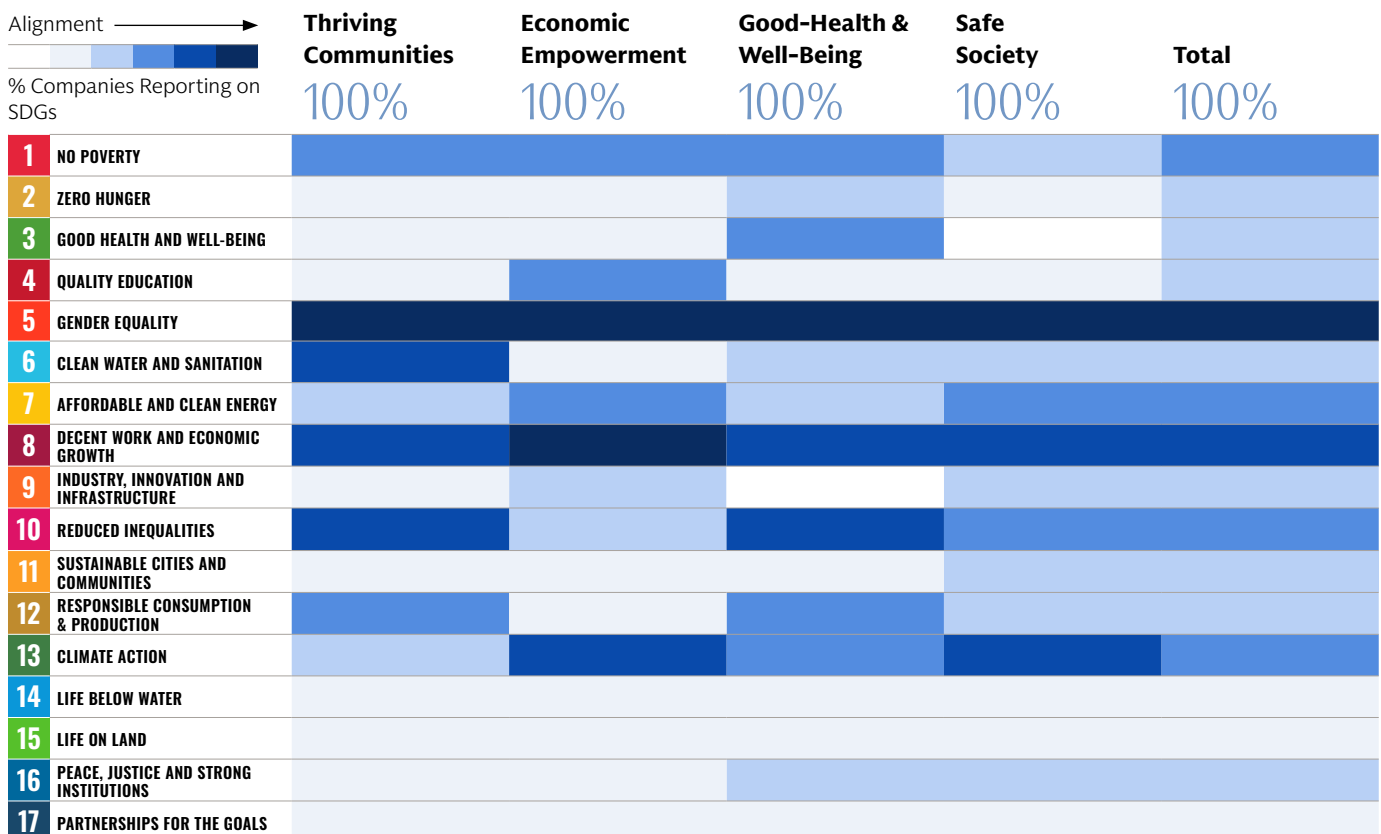 Alignment
% Companies Reporting on
SDGs
Thriving
Communities
100%
Economic
Empowerment
100%
Good-Health &
Well-Being
100%
Safe
Society
100%
Total
100%
1 NO POVERTY
2 ZERO HUNGER
3 GOOD HEALTH AND WELL-BEING
4 QUALITY EDUCATION
5 GENDER EQUALITY
6 CLEAN WATER AND SANITATION
7 AFFORDABLE AND CLEAN ENERGY
8 DECENT WORK AND ECONOMIC
GROWTH
9 INDUSTRY, INNOVATION AND
INFRASTRUCTURE
10 REDUCED INEQUALITIES
11 SUSTAINABLE CITIES AND
COMMUNITIES
12 RESPONSIBLE CONSUMPTION
& PRODUCTION
13 CLIMATE ACTION
14 LIFE BELOW WATER
15 LIFE ON LAND
16 PEACE, JUSTICE AND STRONG
INSTITUTIONS
17 PARTNERSHIPS FOR THE GOALS